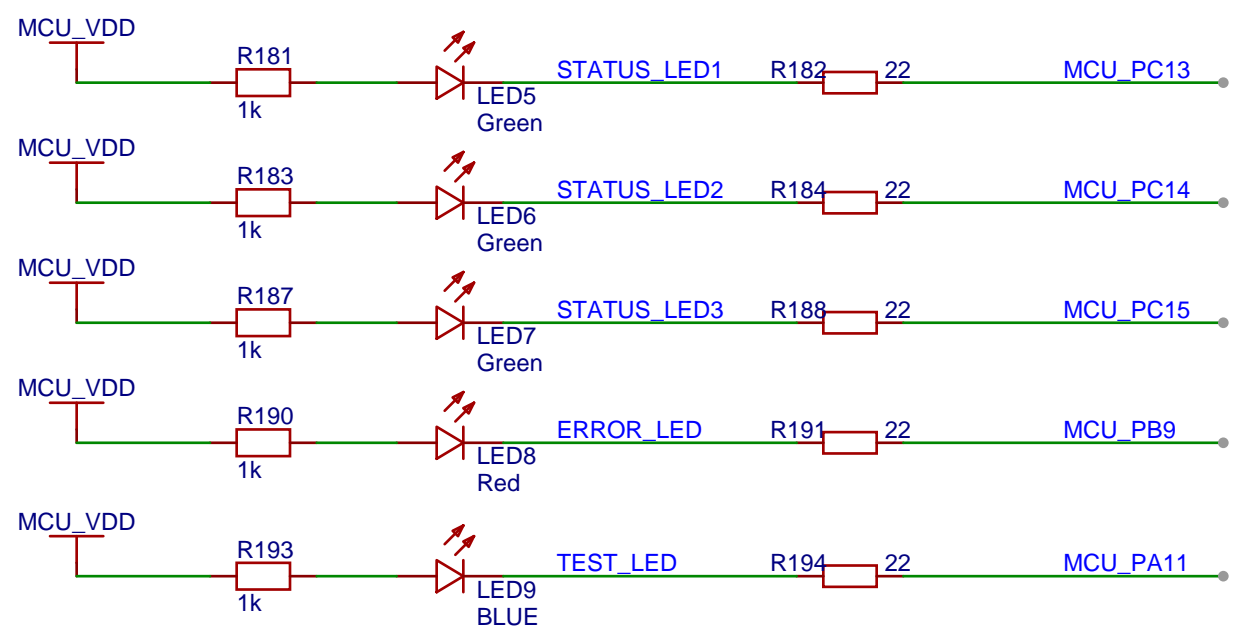 MCU_VDD
R181
1k
LED5
Green
STATUS_LED1
R182
22
MCU_PC13
MCU_VDD
R183
1k
LED6
Green
STATUS_LED2
R184
22
MCU_PC14
MCU_VDD
R187
1k
LED7
Green
STATUS_LED3
R188
22
MCU_PC15
MCU_VDD
R190
1k
LED8
Red
ERROR_LED
R191
22
MCU_PB9
MCU_VDD
R193
1k
LED9
BLUE
TEST_LED
R194
22
MCU_PA11